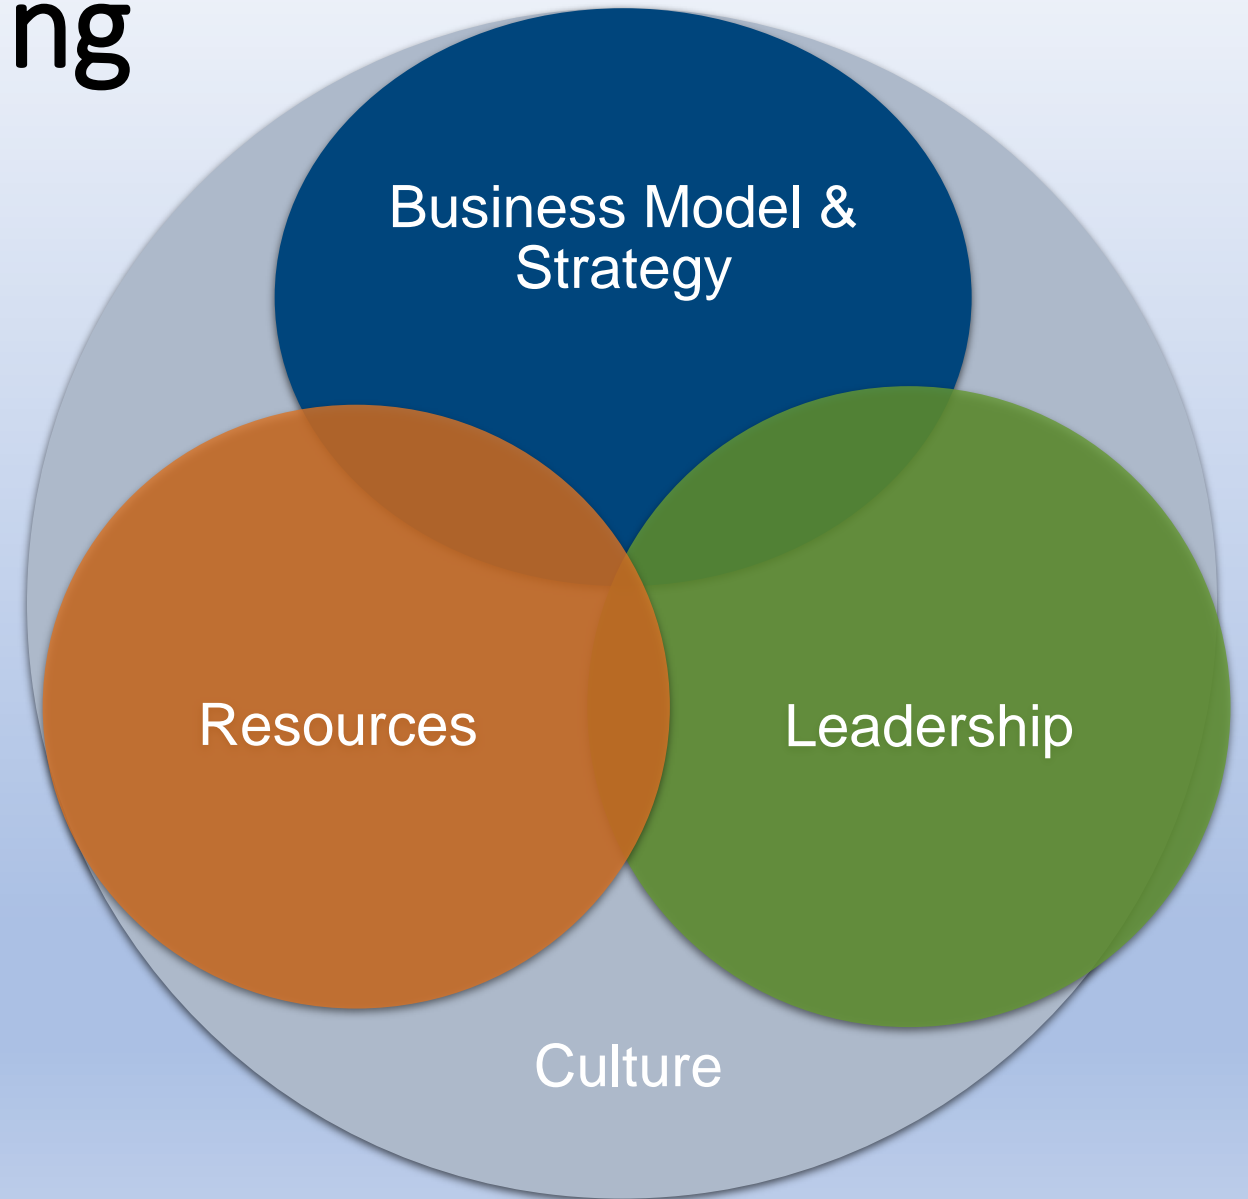 ng
Business Model &
Strategy
Resources
Leadership
Culture